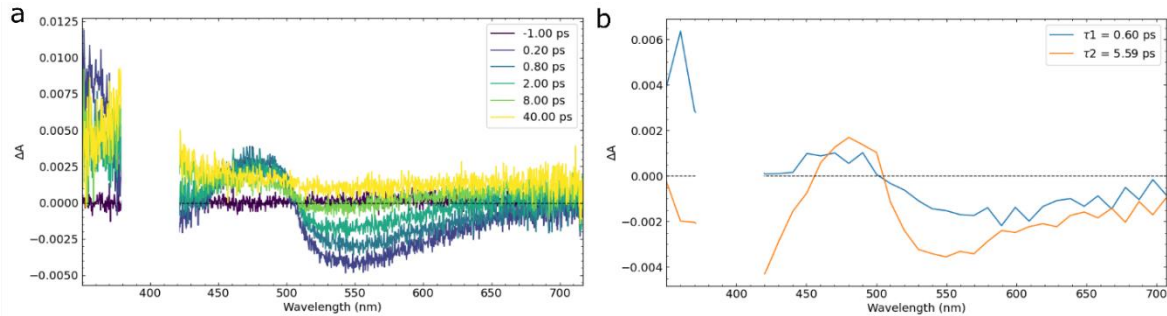 a
0.0125
0.0100
0.0075
0.0050
0.0025
0.0000
−0.0025
−0.0050
ΔA
400
450
500
550
600
650
700
Wavelength (nm)
-1.00 ps
0.20 ps
0.80 ps
2.00 ps
8.00 ps
40.00 ps
b
0.006
0.004
0.002
0.000
−0.002
−0.004
ΔA
400
450
500
550
600
650
700
Wavelength (nm)
τ1 = 0.60 ps
τ2 = 5.59 ps